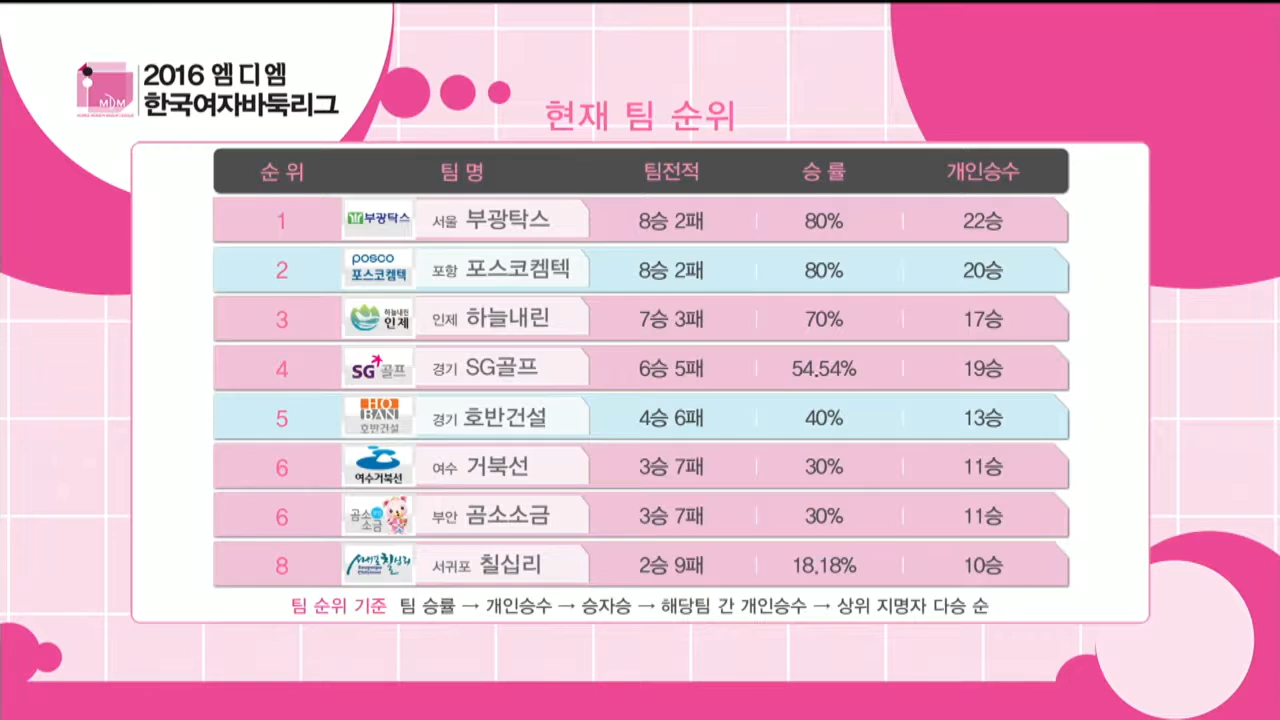 2016 엠디엠
한국여자바둑리그
MDM
현재 팀 순위
순 위 팀 명 팀전적 승 률 개인승수
1 부광탁스 서울 부광탁스 8승 2패 80% 22승
2 posco 포스코켐텍 포항 포스코켐텍 8승 2패 80% 20승
3 하늘내린 인제 인제 하늘내린 7승 3패 70% 17승
4 SG골프 경기 SG골프 6승 5패 54.54% 19승
5 HO BAN 호반건설 경기 호반건설 4승 6패 40% 13승
6 여수거북선 여수 거북선 3승 7패 30% 11승
6 곰소소금 부안 곰소소금 3승 7패 30% 11승
8 서귀포칠십리 서귀포 칠십리 2승 9패 18.18% 10승
팀 순위 기준 팀 승률 → 개인승수 → 승자승 → 해당팀 간 개인승수 → 상위 지명자 다승 순